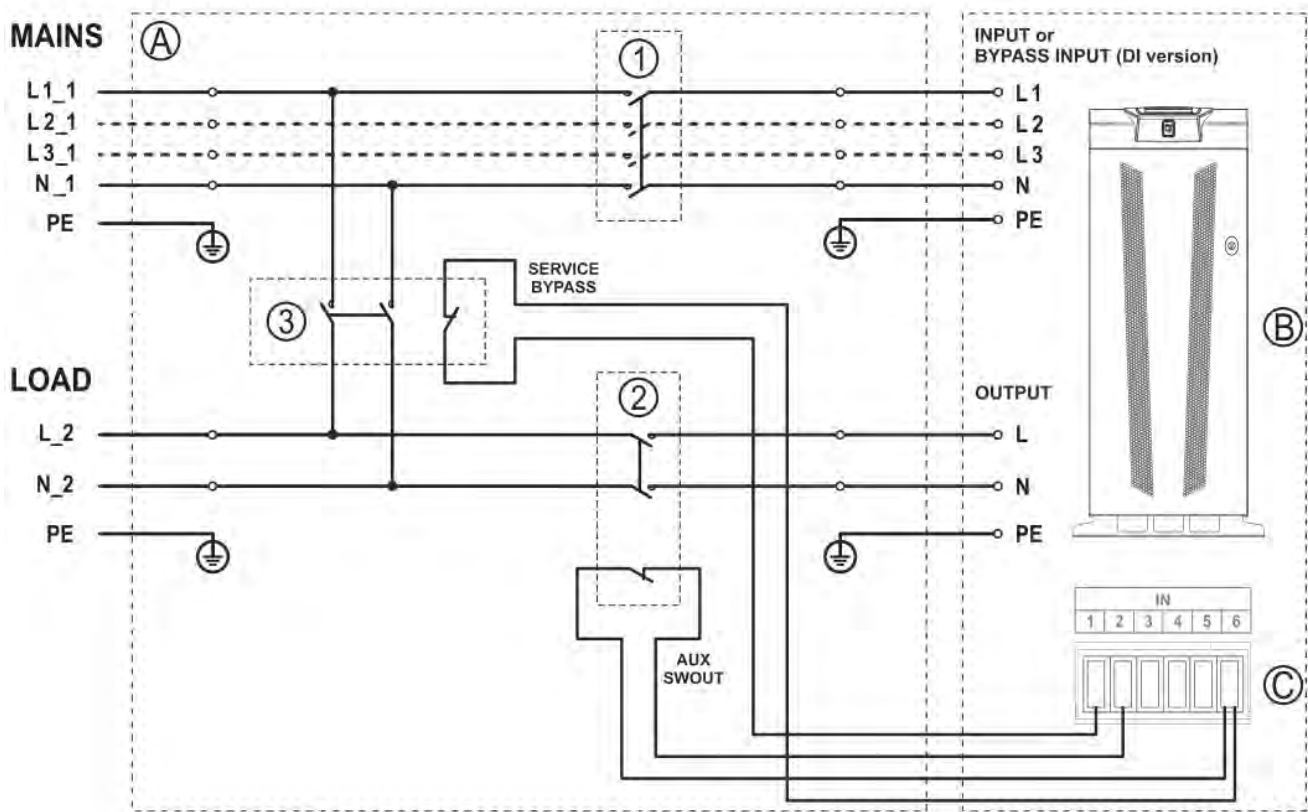 MAINS
A
1
INPUT or
BYPASS INPUT (DI version)
L1_1
L1
L2_1
L2
L3_1
L3
N_1
N
PE
PE
SERVICE
BYPASS
3
B
LOAD
2
OUTPUT
L_2
L
N_2
N
PE
PE
IN
1 2 3 4 5 6
AUX
SWOUT
C